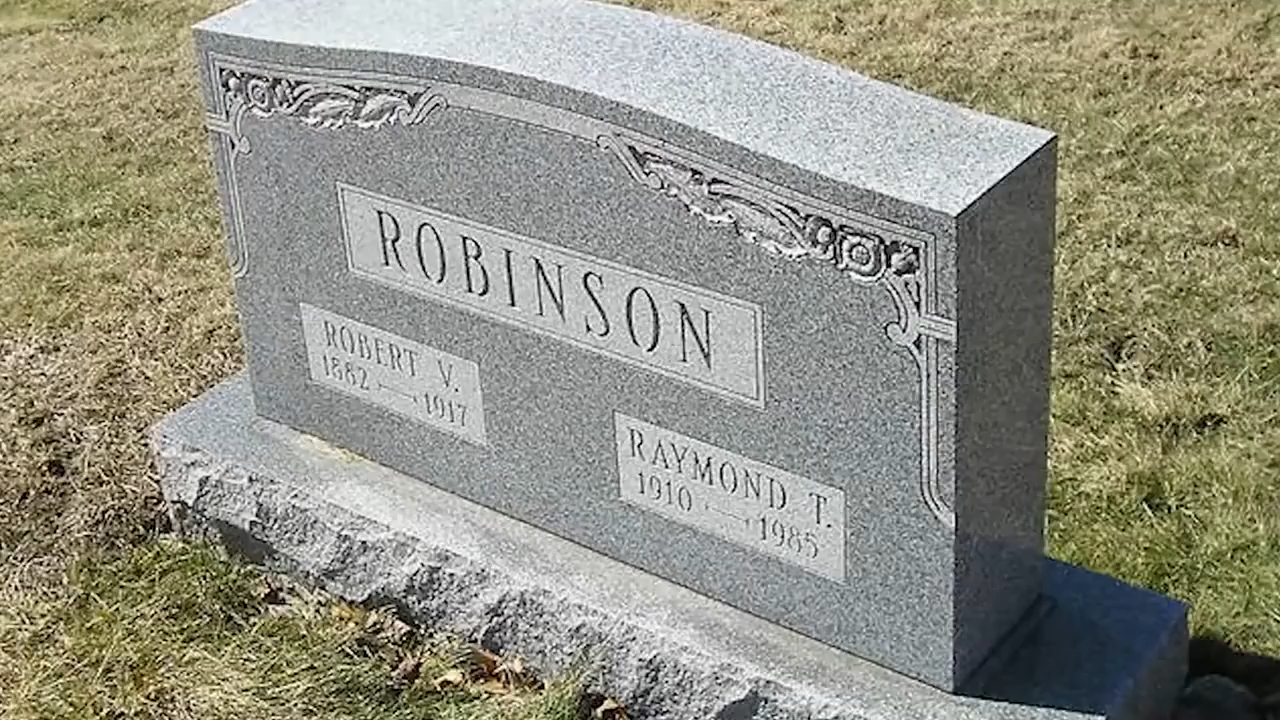 ROBINSON
ROBERT V.
1882 — 1917
RAYMOND T.
1910 — 1985